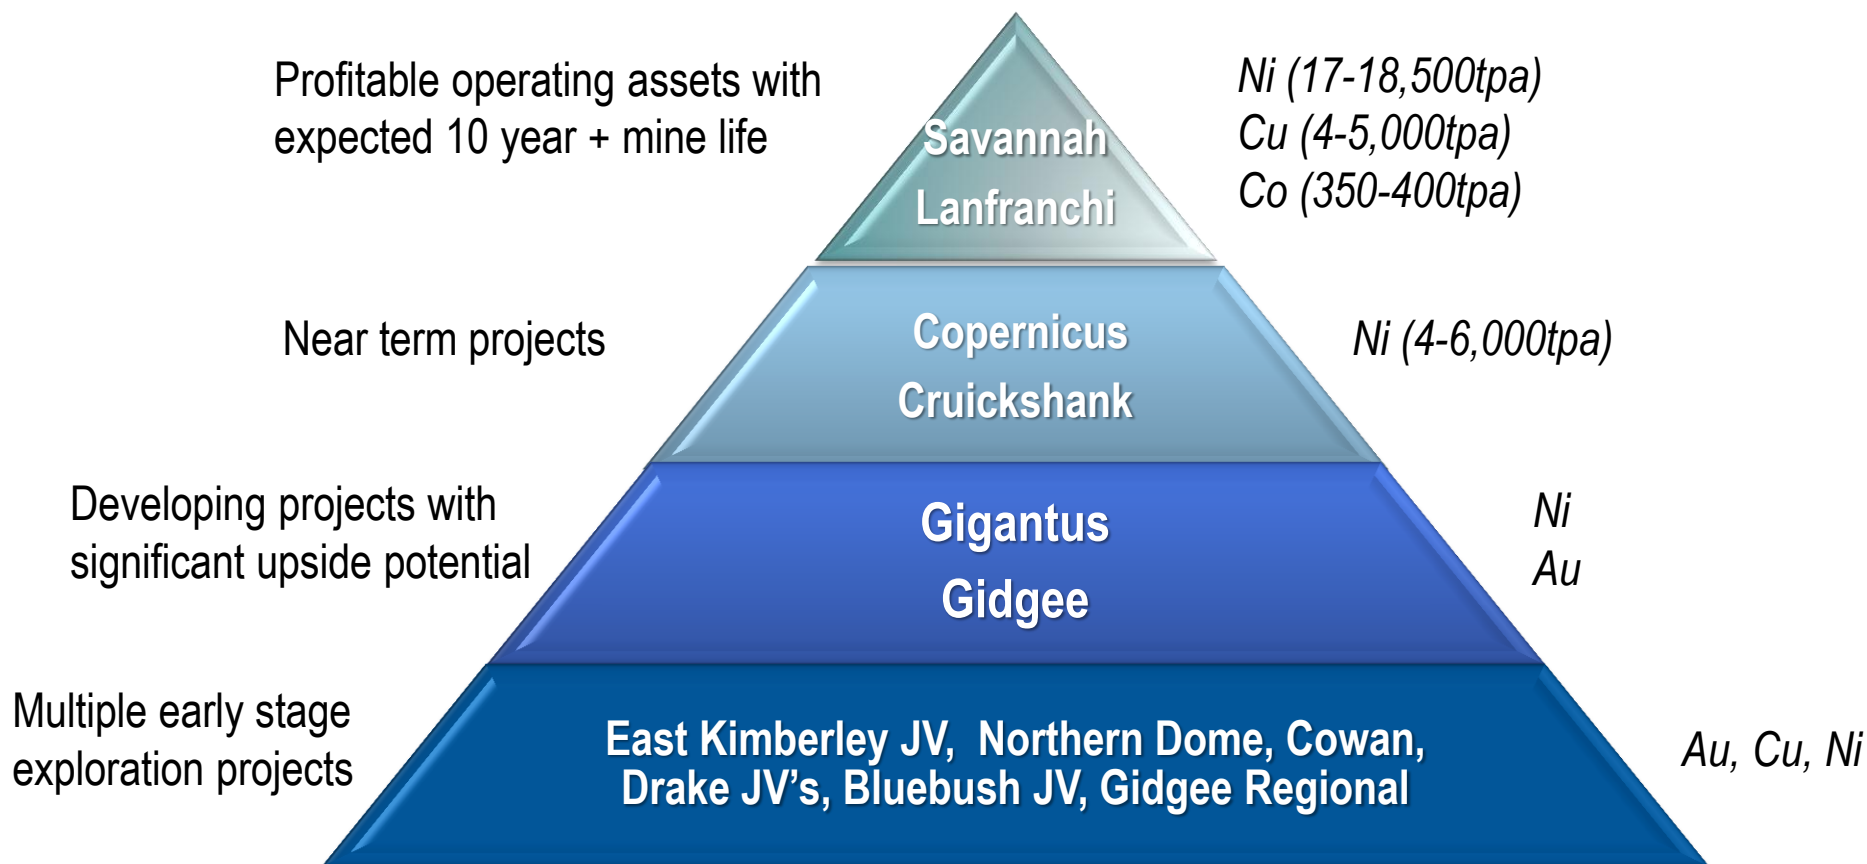 Profitable operating assets with
expected 10 year + mine life
Savannah
Lanfranchi
Ni (17-18,500tpa)
Cu (4-5,000tpa)
Co (350-400tpa)
Near term projects
Copernicus
Cruickshank
Ni (4-6,000tpa)
Developing projects with
significant upside potential
Gigantus
Gidgee
Ni
Au
Multiple early stage
exploration projects
East Kimberley JV,  Northern Dome, Cowan,
Drake JV’s, Bluebush JV, Gidgee Regional
Au, Cu, Ni